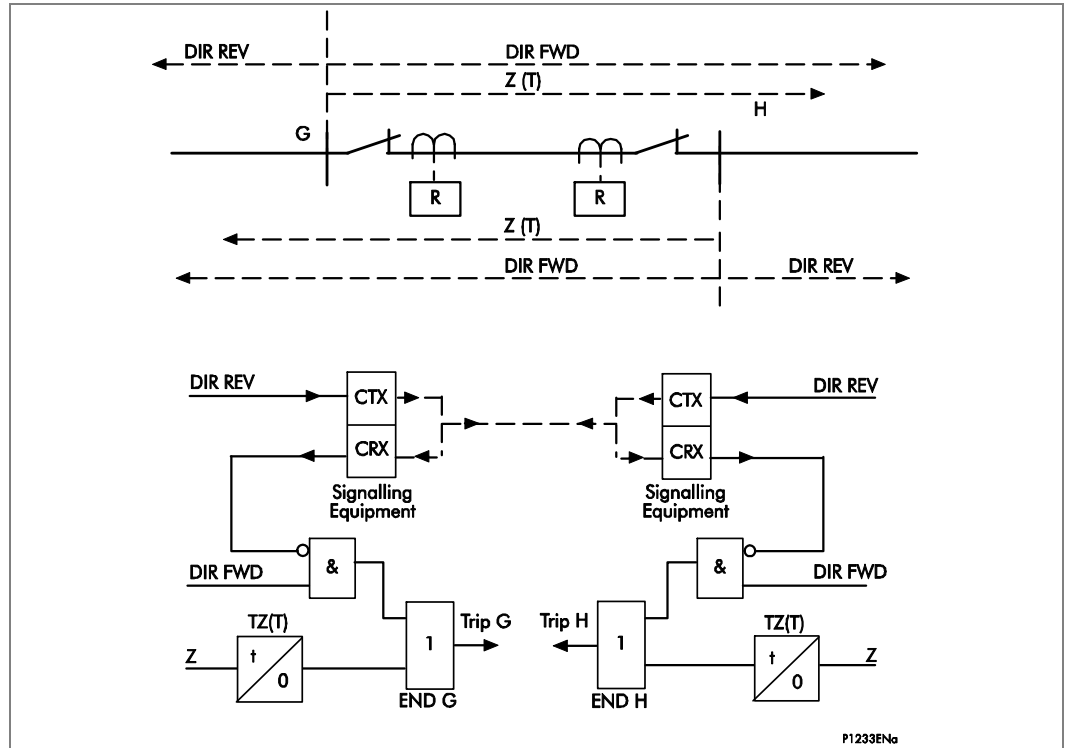 DIR REV
DIR FWD
Z (T)
H
G
R
R
Z (T)
DIR FWD
DIR REV
DIR REV
CTX
CTX
DIR REV
CRX
CRX
Signalling
Equipment
Signalling
Equipment
&
&
DIR FWD
DIR FWD
TZ(T)
Trip G
Trip H
TZ(T)
Z
t
0
1
1
t
0
Z
END G
END H
P1233ENa